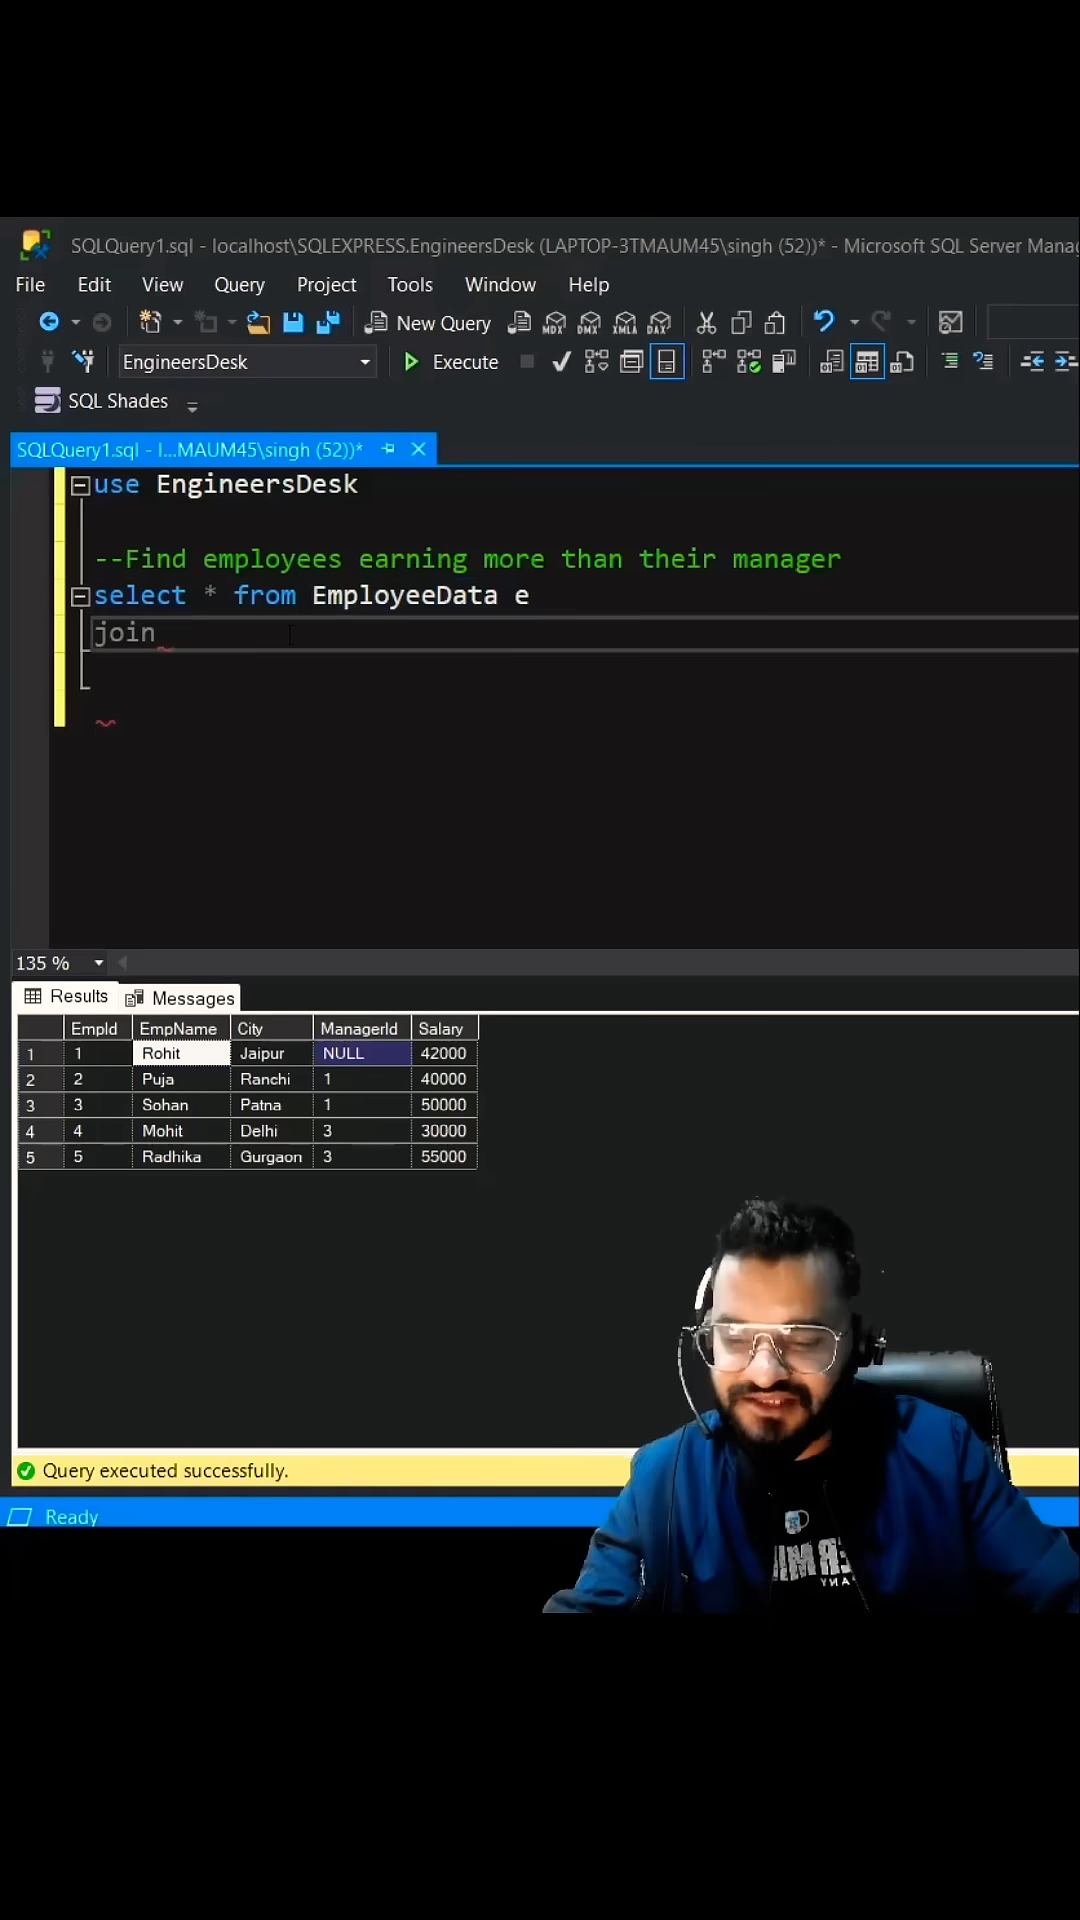 SQLQuery1.sql - localhost\SQLEXPRESS.EngineersDesk (LAPTOP-3TMAUM45\singh (52))* - Microsoft SQL Server
File Edit View Query Project Tools Window Help
New Query MDX DMX XMLA DAX
EngineersDesk Execute
SQL Shades
SQLQuery1.sql - l...MAUM45\singh (52))*
use EngineersDesk
--Find employees earning more than their manager
select * from EmployeeData e
join
135 %
Results Messages
EmpId EmpName City ManagerId Salary
1 1 Rohit Jaipur NULL 42000
2 2 Puja Ranchi 1 40000
3 3 Sohan Patna 1 50000
4 4 Mohit Delhi 3 30000
5 5 Radhika Gurgaon 3 55000
Query executed successfully.
Ready